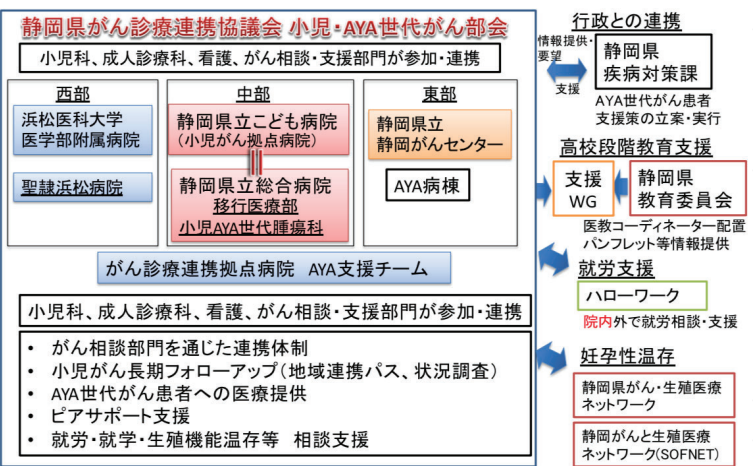 静岡県がん診療連携協議会 小児・AYA世代がん部会
小児科、成人診療科、看護、がん相談・支援部門が参加・連携
西部
浜松医科大学
医学部附属病院
聖隷浜松病院
中部
静岡県立こども病院
(小児がん拠点病院)
静岡県立総合病院
移行医療部
小児AYA世代腫瘍科
東部
静岡県立
静岡がんセンター
AYA病棟
がん診療連携拠点病院 AYA支援チーム
小児科、成人診療科、看護、がん相談・支援部門が参加・連携
• がん相談部門を通じた連携体制
• 小児がん長期フォローアップ(地域連携パス、状況調査)
• AYA世代がん患者への医療提供
• ピアサポート支援
• 就労・就学・生殖機能温存等 相談支援
行政との連携
情報提供・
要望
支援
静岡県
疾病対策課
AYA世代がん患者
支援策の立案・実行
高校段階教育支援
支援
WG
静岡県
教育委員会
医教コーディネーター配置
パンフレット等情報提供
就労支援
ハローワーク
院内外で就労相談・支援
妊孕性温存
静岡県がん・生殖医療
ネットワーク
静岡がんと生殖医療
ネットワーク(SOFNET)